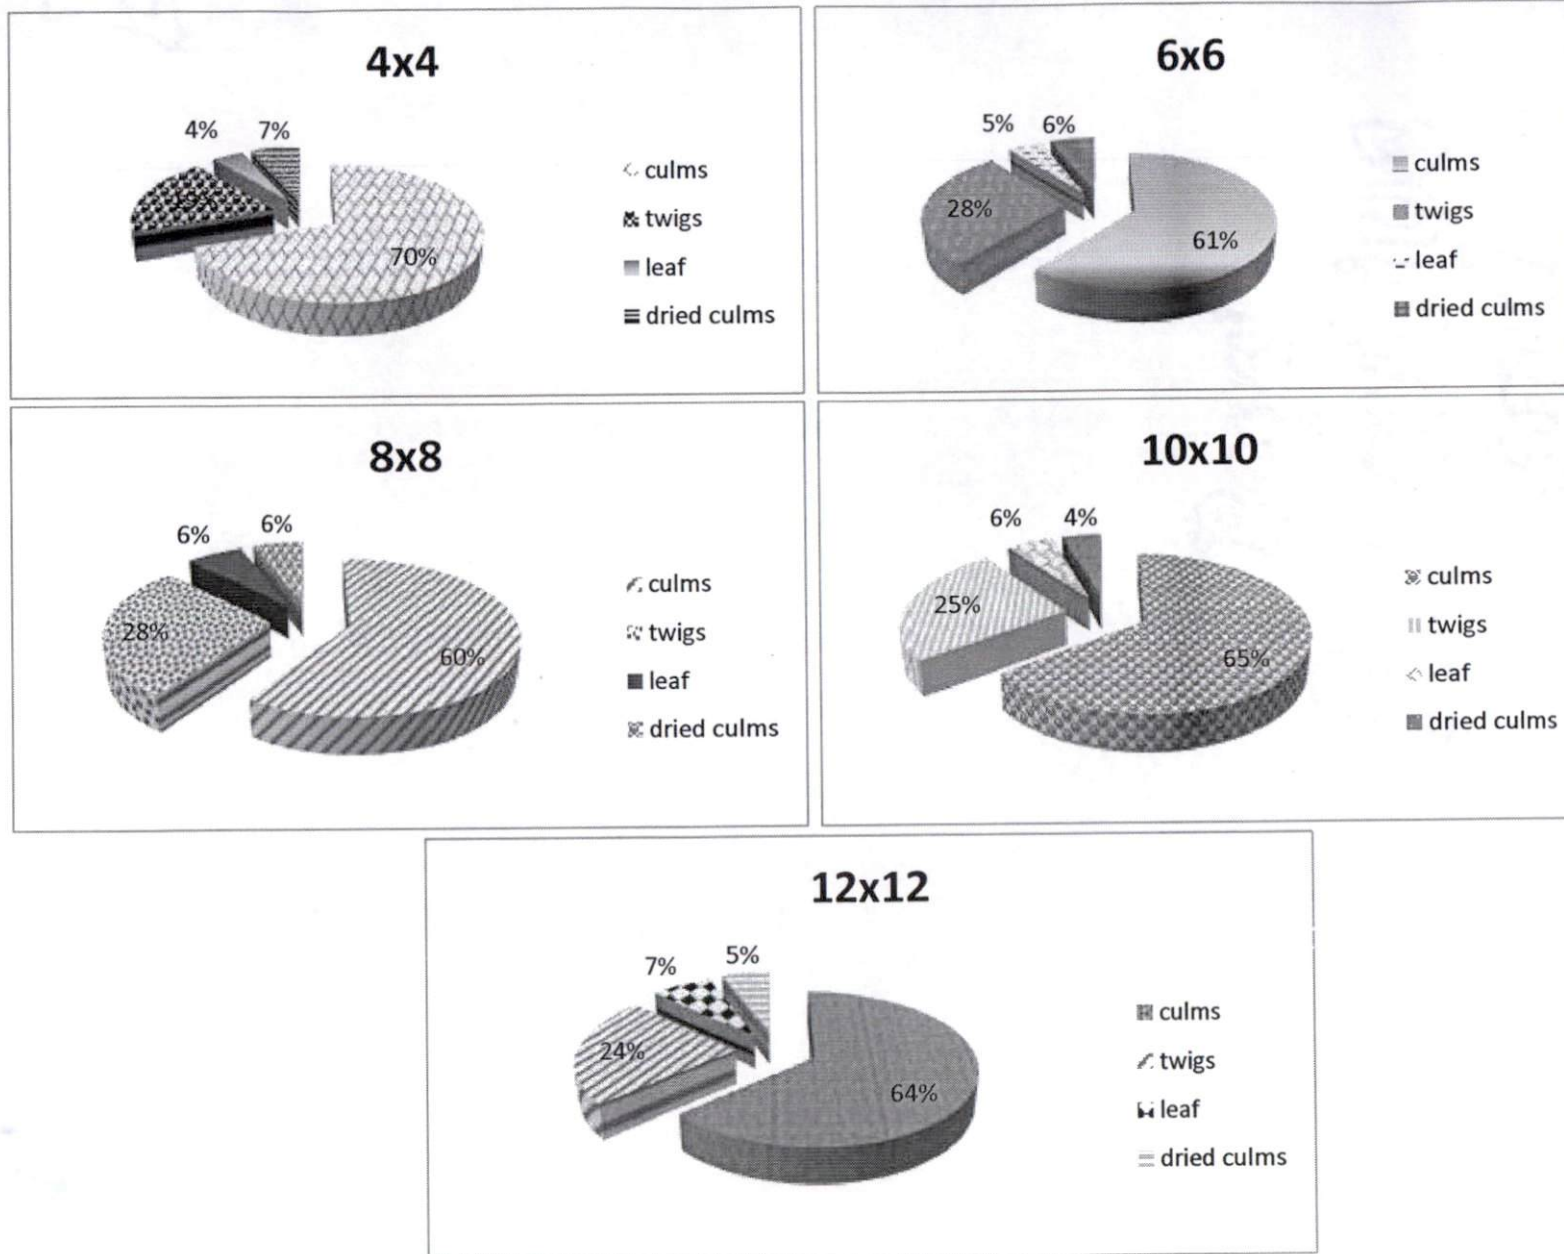 4x4
4% 7%
70%
culms
twigs
leaf
dried culms
6x6
5% 6%
28%
61%
culms
twigs
leaf
dried culms
8x8
6% 6%
28%
60%
culms
twigs
leaf
dried culms
10x10
6% 4%
25%
65%
culms
twigs
leaf
dried culms
12x12
7% 5%
24%
64%
culms
twigs
leaf
dried culms